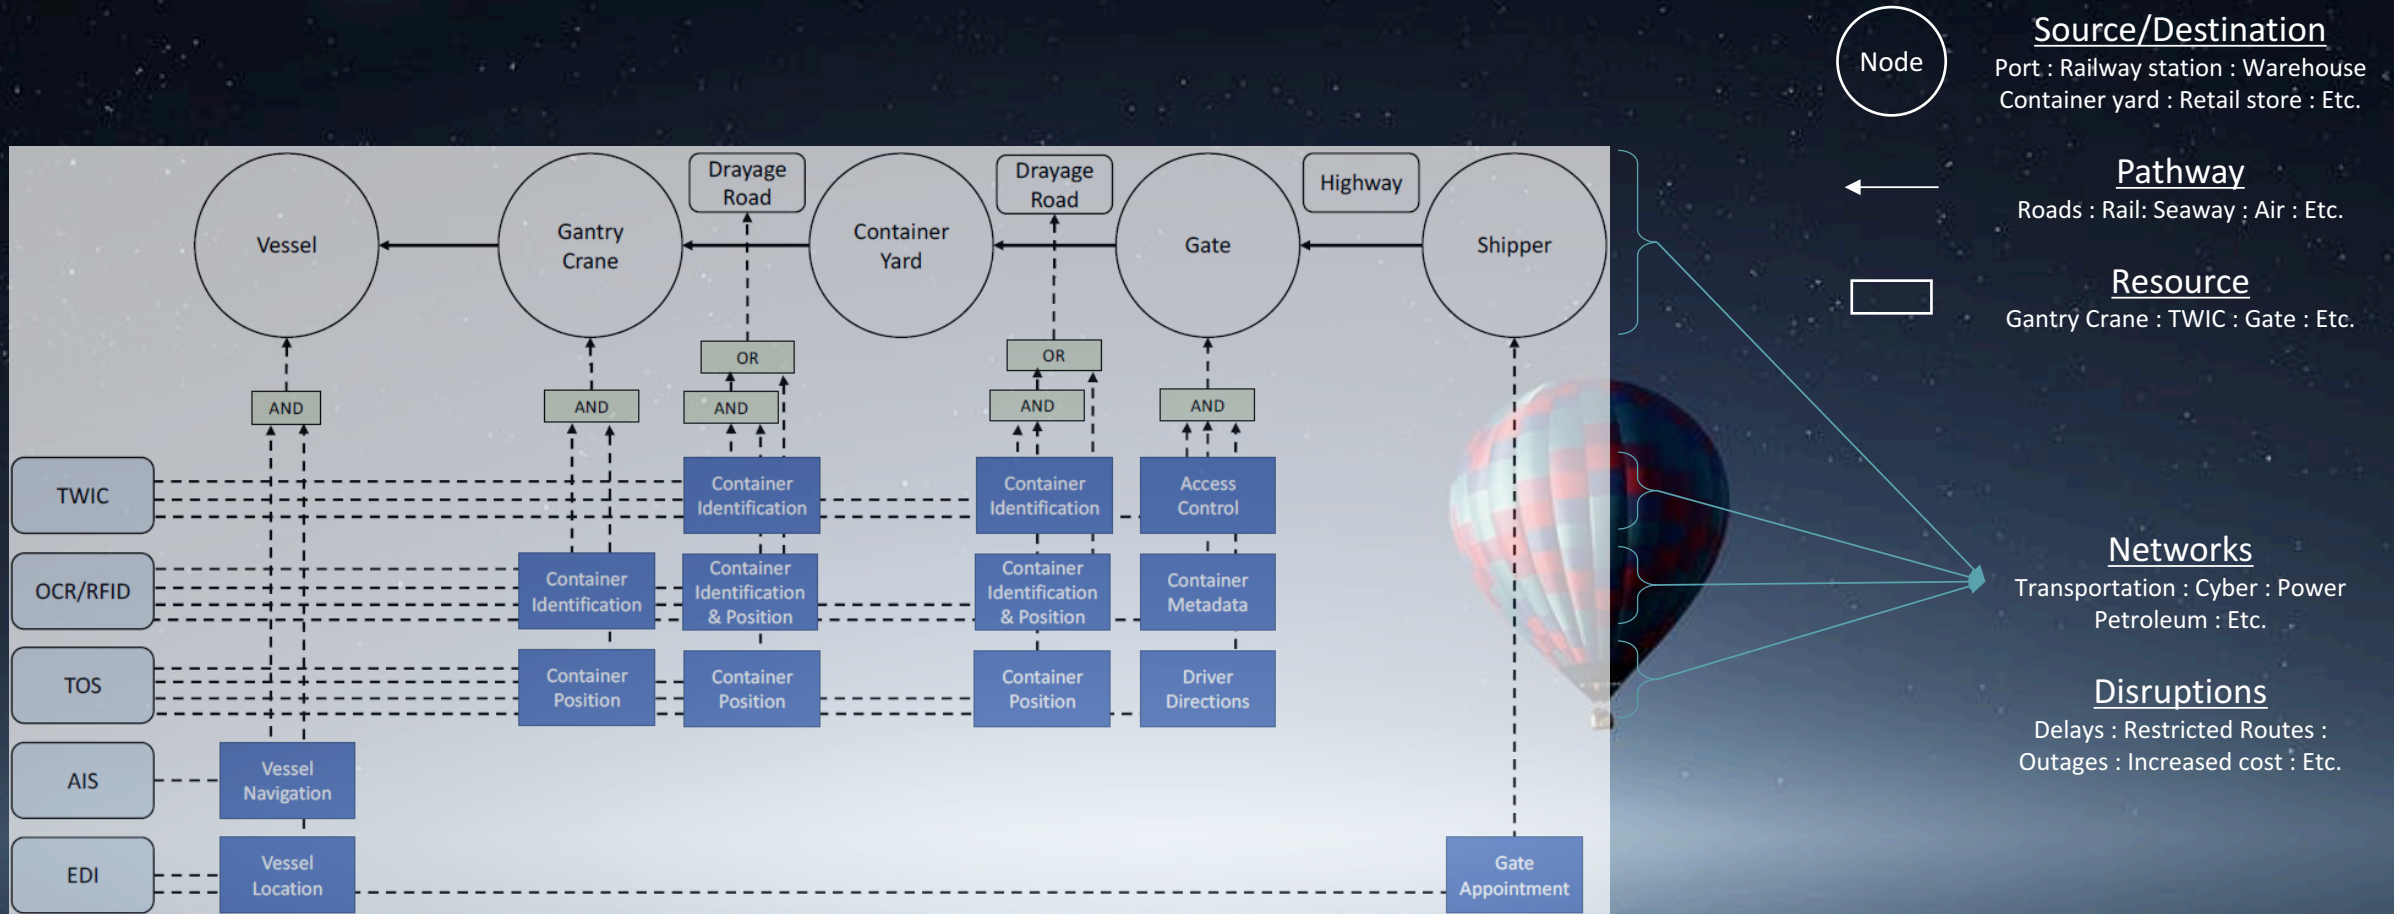 Node
Source/Destination
Port : Railway station : Warehouse
Container yard : Retail store : Etc.
Pathway
Roads : Rail: Seaway : Air : Etc.
Resource
Gantry Crane : TWIC : Gate : Etc.
Networks
Transportation : Cyber : Power
Petroleum : Etc.
Disruptions
Delays : Restricted Routes :
Outages : Increased cost : Etc.
Vessel
Gantry
Crane
Drayage
Road
Container
Yard
Drayage
Road
Gate
Highway
Shipper
AND
AND
OR
AND
OR
AND
AND
TWIC
Container
Identification
Container
Identification
Access
Control
OCR/RFID
Container
Identification
Container
Identification
& Position
Container
Identification
& Position
Container
Metadata
TOS
Container
Position
Container
Position
Container
Position
Driver
Directions
AIS
Vessel
Navigation
EDI
Vessel
Location
Gate
Appointment